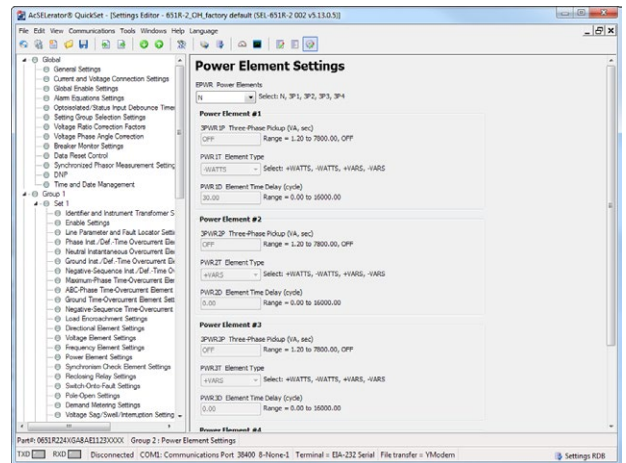 AcSELerator® QuickSet - [Settings Editor - 651R-2_OH_factory default (SEL-651R-2 002 v5.13.0.5)]
File Edit View Communications Tools Windows Help Language
Global
General Settings
Current and Voltage Connection Settings
Global Enable Settings
Alarm Equations Settings
Optoisolated/Status Input Debounce Timer
Setting Group Selection Settings
Voltage Ratio Correction Factors
Voltage Phase Angle Correction
Breaker Monitor Settings
Data Reset Control
Synchronized Phasor Measurement Setting
DNP
Time and Date Management
Group 1
Set 1
Identifier and Instrument Transformer S
Enable Settings
Line Parameter and Fault Locator Setti
Phase Inst./Def.-Time Overcurrent Ele
Neutral Instantaneous Overcurrent Ele
Ground Inst./Def.-Time Overcurrent E
Negative-Sequence Inst./Def.-Time O
Maximum-Phase Time-Overcurrent Ele
ABC-Phase Time-Overcurrent Element
Ground Time-Overcurrent Element Sett
Negative-Sequence Time-Overcurrent
Load Encroachment Settings
Directional Element Settings
Voltage Element Settings
Frequency Element Settings
Power Element Settings
Synchronism Check Element Settings
Reclosing Relay Settings
Switch-Onto-Fault Settings
Pole-Open Settings
Demand Metering Settings
Voltage Sag/Swell/Interruption Setting
Power Element Settings
EPWR Power Elements
N Select: N, 3P1, 3P2, 3P3, 3P4
Power Element #1
3PWR1P Three-Phase Pickup (VA, sec)
OFF Range = 1.20 to 7800.00, OFF
PWR1T Element Type
-WATTS Select: +WATTS, -WATTS, +VARS, -VARS
PWR1D Element Time Delay (cycle)
30.00 Range = 0.00 to 16000.00
Power Element #2
3PWR2P Three-Phase Pickup (VA, sec)
OFF Range = 1.20 to 7800.00, OFF
PWR2T Element Type
+VARS Select: +WATTS, -WATTS, +VARS, -VARS
PWR2D Element Time Delay (cycle)
0.00 Range = 0.00 to 16000.00
Power Element #3
3PWR3P Three-Phase Pickup (VA, sec)
OFF Range = 1.20 to 7800.00, OFF
PWR3T Element Type
+VARS Select: +WATTS, -WATTS, +VARS, -VARS
PWR3D Element Time Delay (cycle)
0.00 Range = 0.00 to 16000.00
Power Element #4
Part#: 0651R224XGA8AE1123XXXX Group 2 : Power Element Settings
TXD RXD Disconnected COM1: Communications Port 38400 8-None-1 Terminal = EIA-232 Serial File transfer = YModem Settings RDB